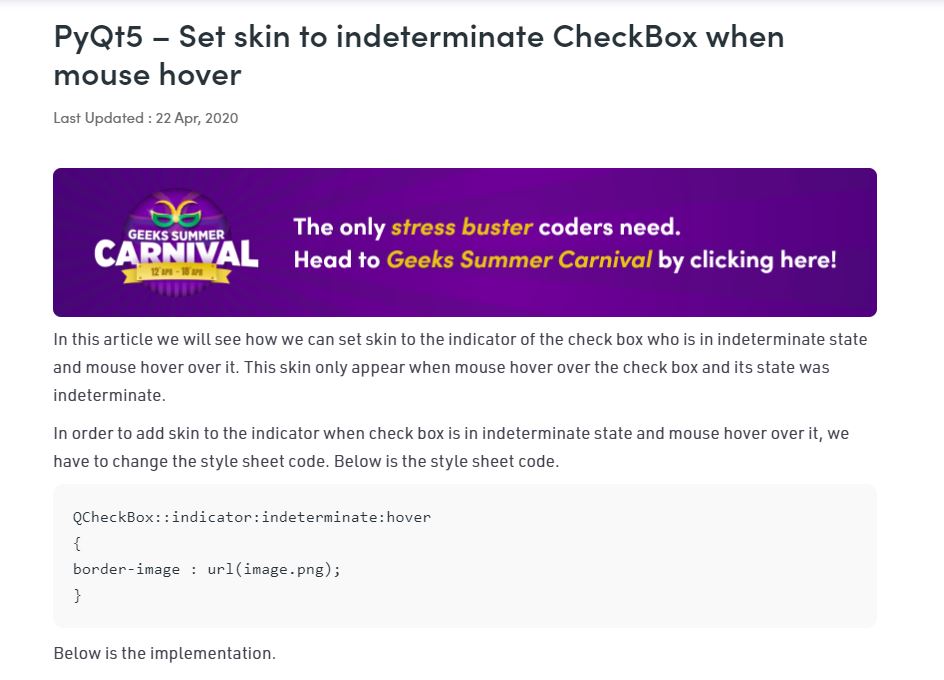 PyQt5 – Set skin to indeterminate CheckBox when
mouse hover
Last Updated : 22 Apr, 2020
GEEKS SUMMER
CARNIVAL
12 APR - 18 APR
The only stress buster coders need.
Head to Geeks Summer Carnival by clicking here!
In this article we will see how we can set skin to the indicator of the check box who is in indeterminate state
and mouse hover over it. This skin only appear when mouse hover over the check box and its state was
indeterminate.
In order to add skin to the indicator when check box is in indeterminate state and mouse hover over it, we
have to change the style sheet code. Below is the style sheet code.
QCheckBox::indicator:indeterminate:hover
{
border-image : url(image.png);
}
Below is the implementation.